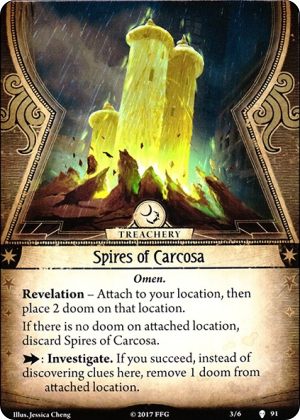 TREACHERY
Spires of Carcosa
Omen.
Revelation – Attach to your location, then
place 2 doom on that location.
If there is no doom on attached location,
discard Spires of Carcosa.
: Investigate. If you succeed, instead of
discovering clues here, remove 1 doom from
attached location.
Illus. Jessica Cheng
© 2017 FFG
3/6
91